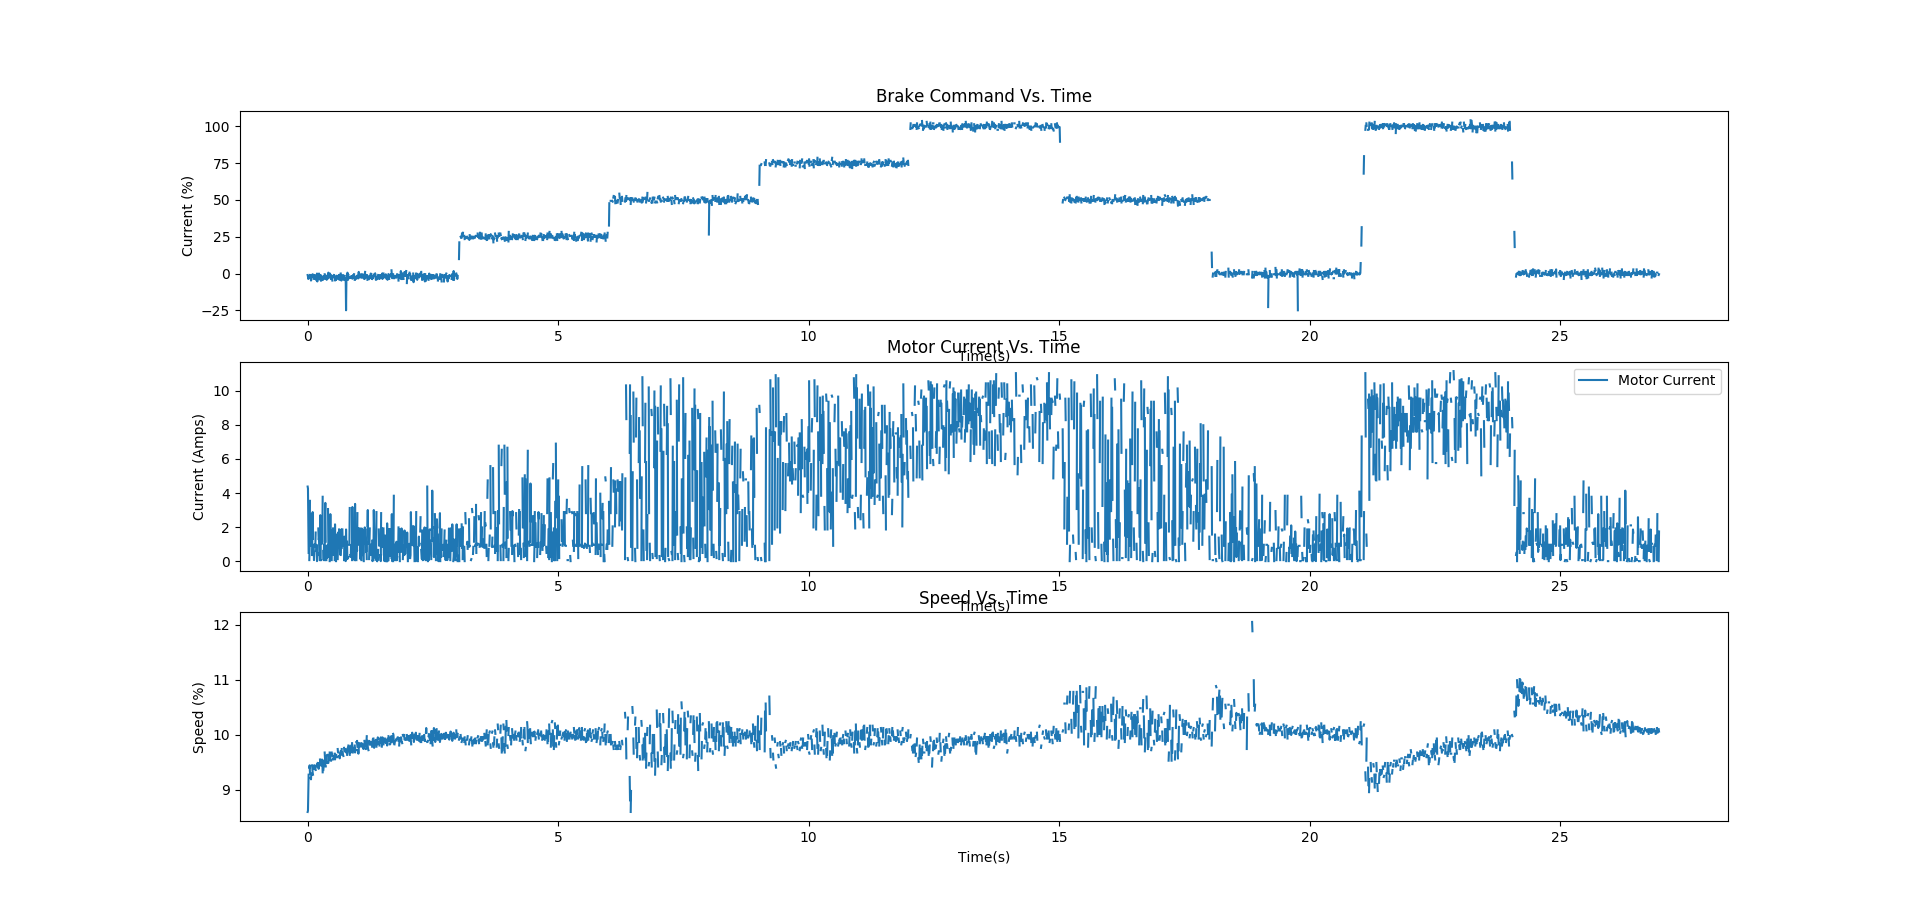 Brake Command Vs. Time
Current (%)
100
75
50
25
0
−25
0 5 10 15 20 25
Time(s)
Motor Current Vs. Time
Current (Amps)
10
8
6
4
2
0
Motor Current
0 5 10 15 20 25
Time(s)
Speed Vs. Time
Speed (%)
12
11
10
9
0 5 10 15 20 25
Time(s)